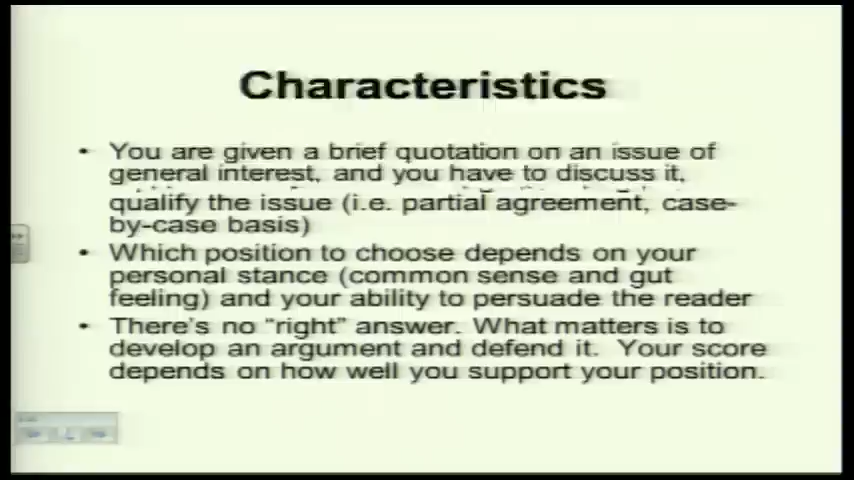 Characteristics
• You are given a brief quotation on an issue of
general interest, and you have to discuss it,
qualify the issue (i.e. partial agreement, case-
by-case basis)
• Which position to choose depends on your
personal stance (common sense and gut
feeling) and your ability to persuade the reader
• There's no “right” answer. What matters is to
develop an argument and defend it. Your score
depends on how well you support your position.